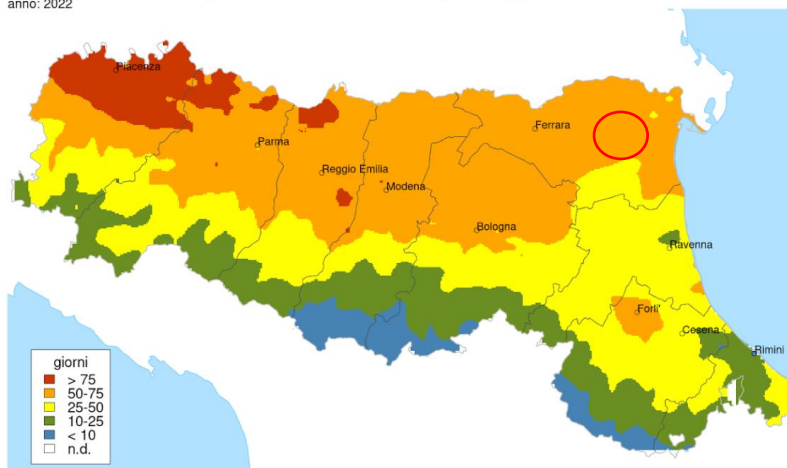 anno: 2022
Piacenza
Parma
Reggio Emilia
Modena
Ferrara
Bologna
Ravenna
Forli'
Cesena
Rimini
giorni
> 75
50-75
25-50
10-25
< 10
n.d.